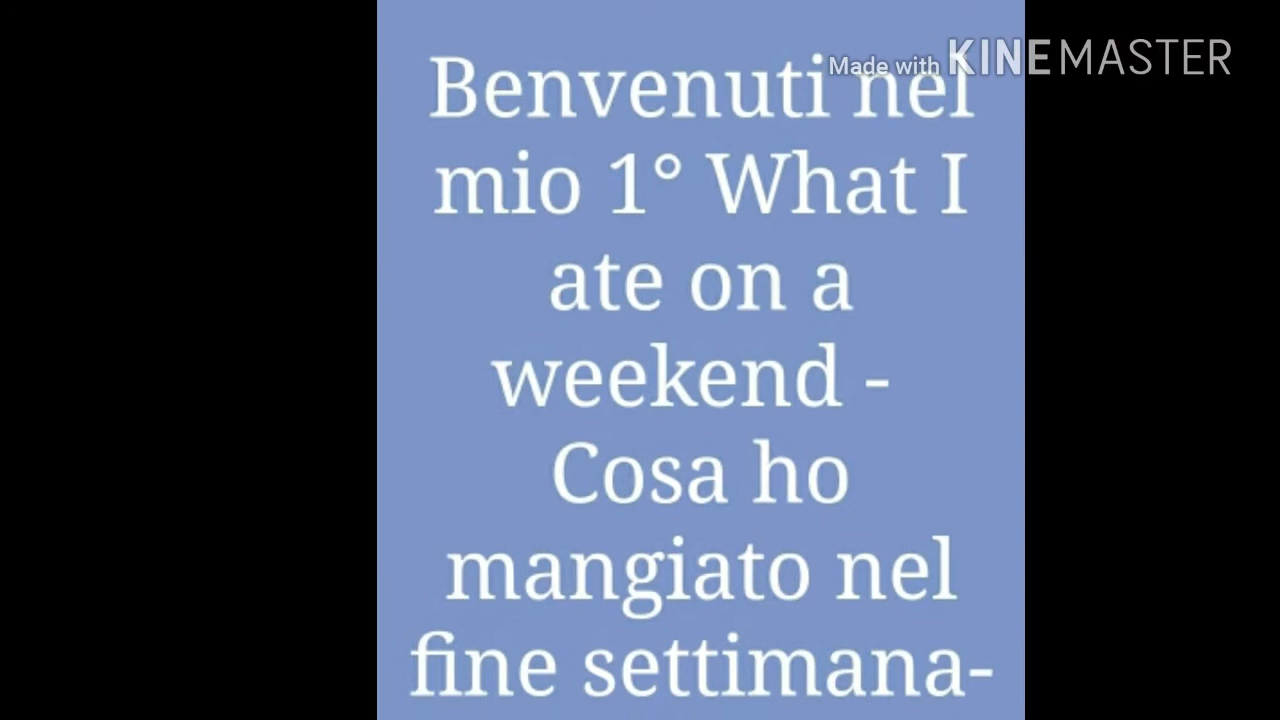 Made with KINEMASTER
Benvenuti nel
mio 1° What I
ate on a
weekend -
Cosa ho
mangiato nel
fine settimana-